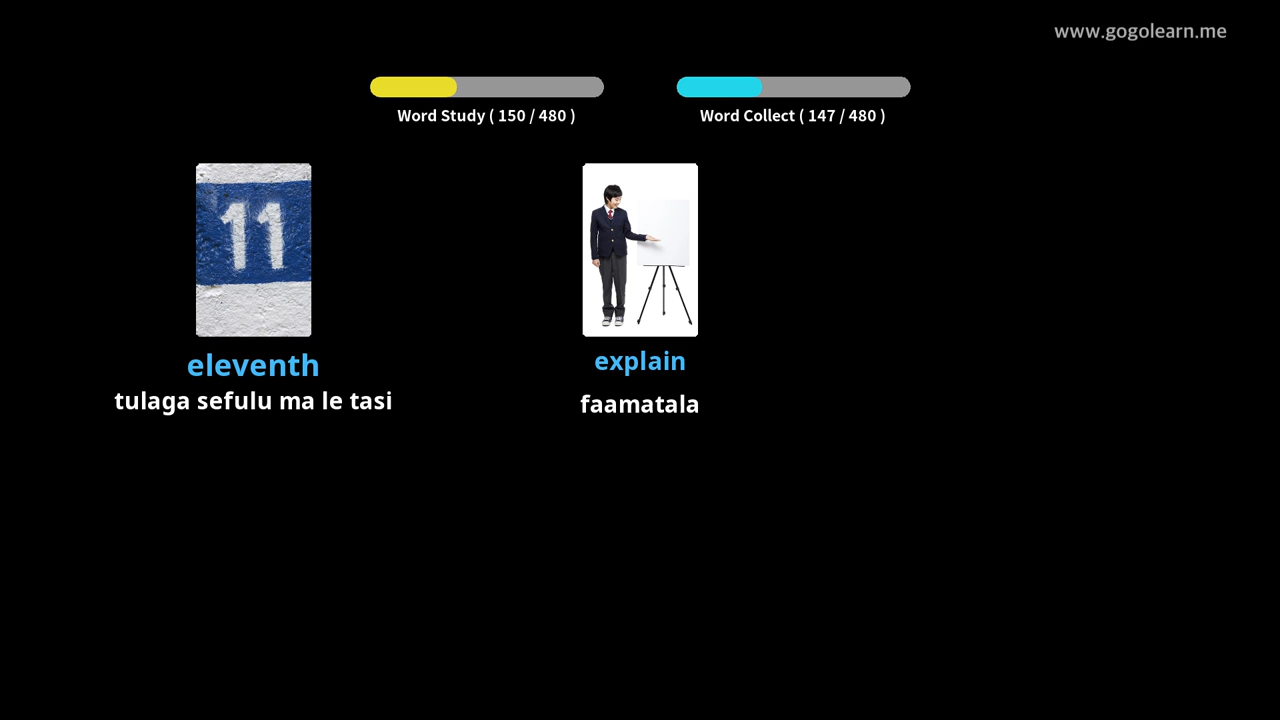 www.gogolearn.me
Word Study ( 150 / 480 )
Word Collect ( 147 / 480 )
11
eleventh
tulaga sefulu ma le tasi
explain
faamatala